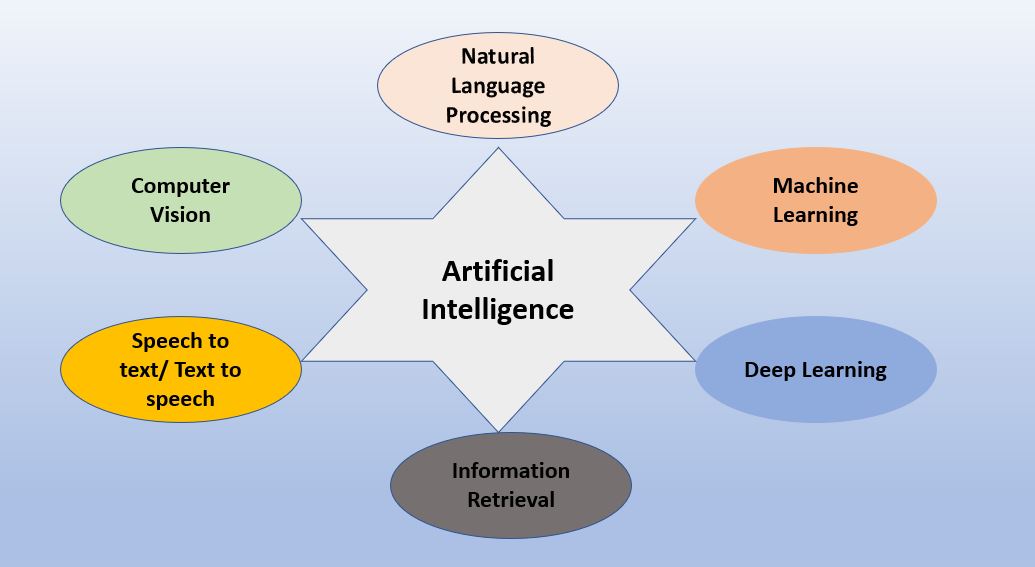 Natural
Language
Processing
Computer
Vision
Machine
Learning
Artificial
Intelligence
Speech to
text/ Text to
speech
Deep Learning
Information
Retrieval